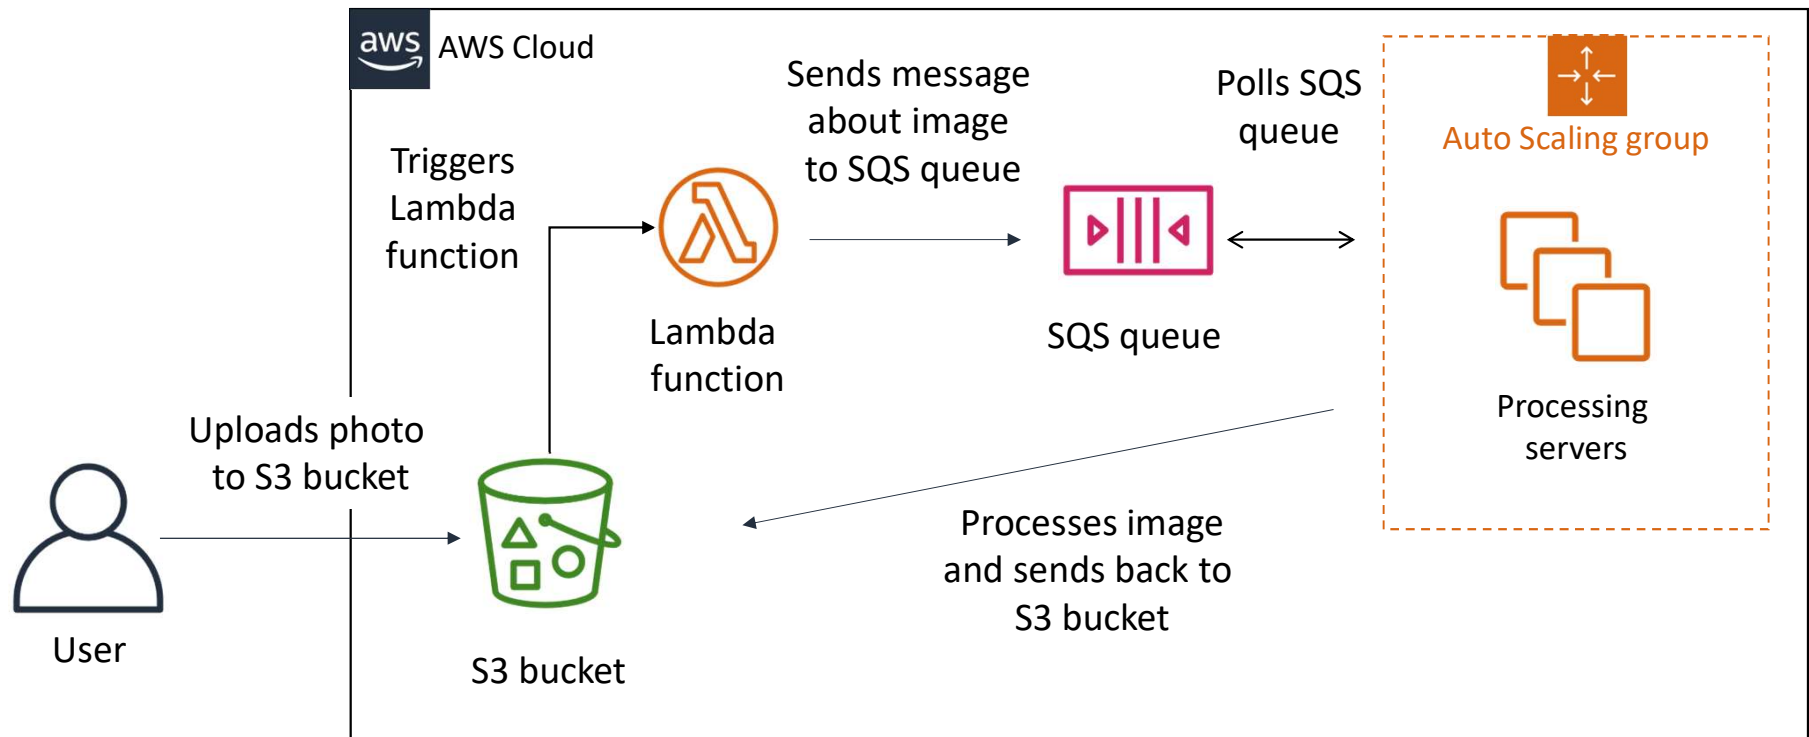 aws
AWS Cloud
Sends message
about image
to SQS queue
Polls SQS
queue
Auto Scaling group
Triggers
Lambda
function
Lambda
function
SQS queue
Processing
servers
Uploads photo
to S3 bucket
Processes image
and sends back to
S3 bucket
User
S3 bucket